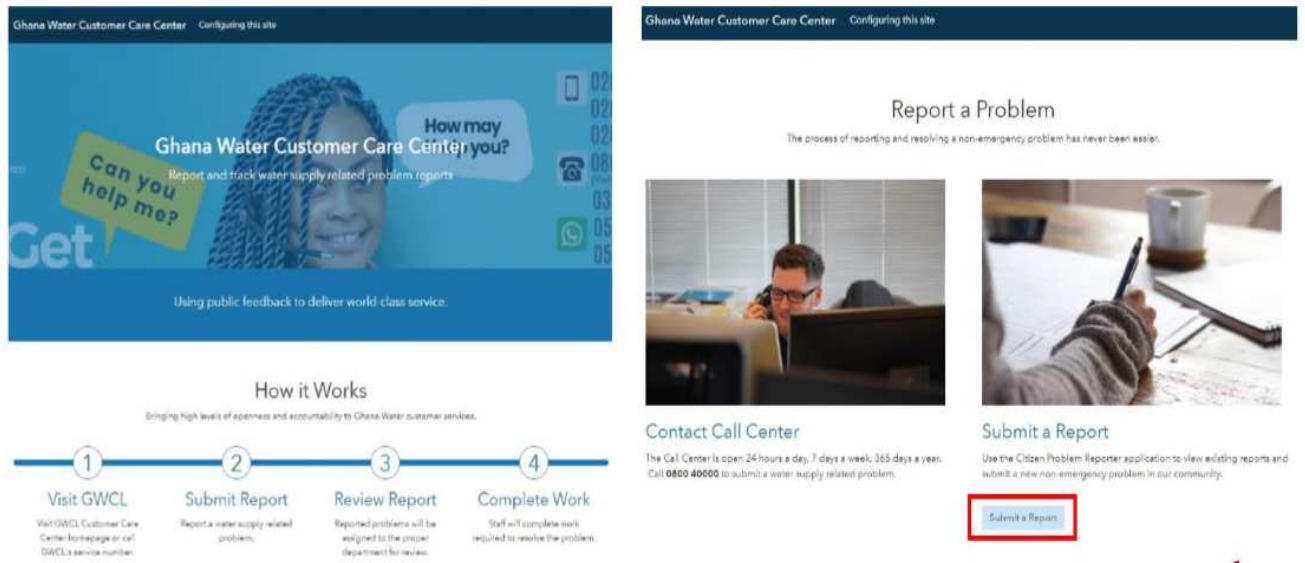 Ghana Water Customer Care Center Configuring this site
Can you
help me?
Get
How may
you?
Ghana Water Customer Care Center
Report and track water supply related problem reports
Using public feedback to deliver world-class service.
How it Works
Bringing high levels of openness and accountability to Ghana Water customer services.
1
2
3
4
Visit GWCL
Visit GWCL Customer Care
Center homepage or call
GWCL's service number.
Submit Report
Report a water supply related
problem.
Review Report
Reported problems will be
assigned to the proper
department for review.
Complete Work
Staff will complete work
required to resolve the problem.
Ghana Water Customer Care Center Configuring this site
Report a Problem
The process of reporting and resolving a non-emergency problem has never been easier.
Contact Call Center
The Call Center is open 24 hours a day, 7 days a week, 365 days a year.
Call 0800 40000 to submit a water supply related problem.
Submit a Report
Use the Citizen Problem Reporter application to view existing reports and
submit a new non-emergency problem in our community.
Submit a Report